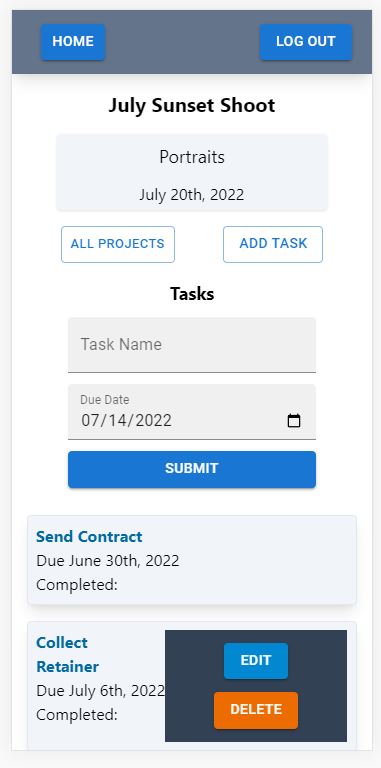 HOME
LOG OUT
July Sunset Shoot
Portraits
July 20th, 2022
ALL PROJECTS
ADD TASK
Tasks
Task Name
Due Date
07/14/2022
SUBMIT
Send Contract
Due June 30th, 2022
Completed:
Collect
Retainer
Due July 6th, 2022
Completed:
EDIT
DELETE